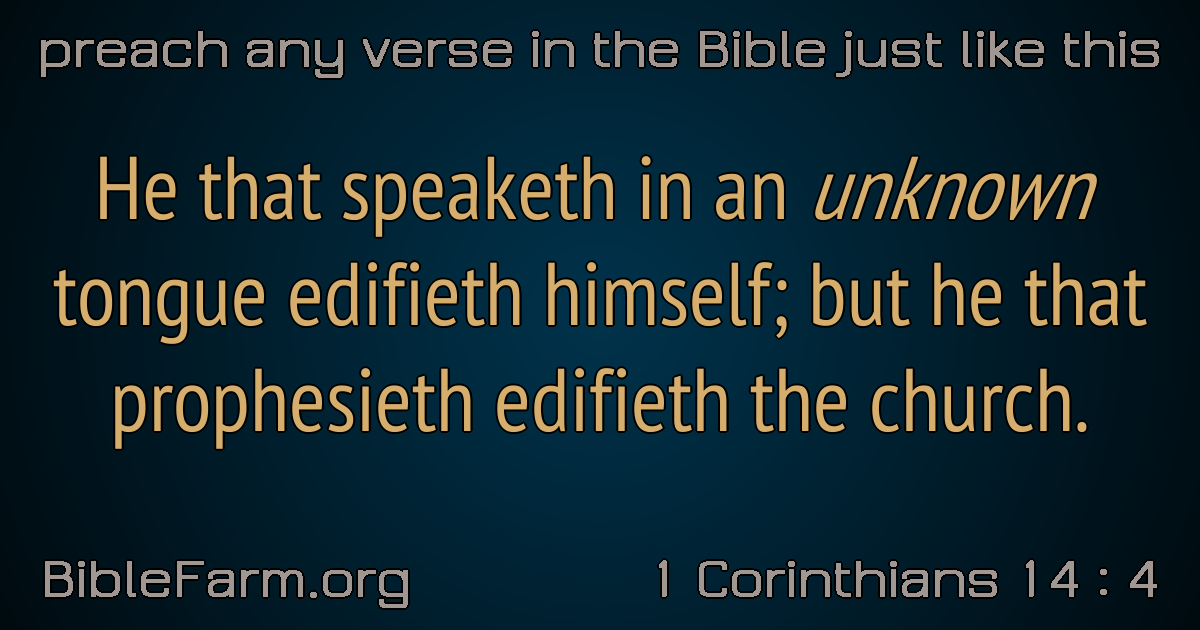 preach any verse in the Bible just like this
He that speaketh in an unknown
tongue edifieth himself; but he that
prophesieth edifieth the church.
BibleFarm.org
1 Corinthians 14 : 4